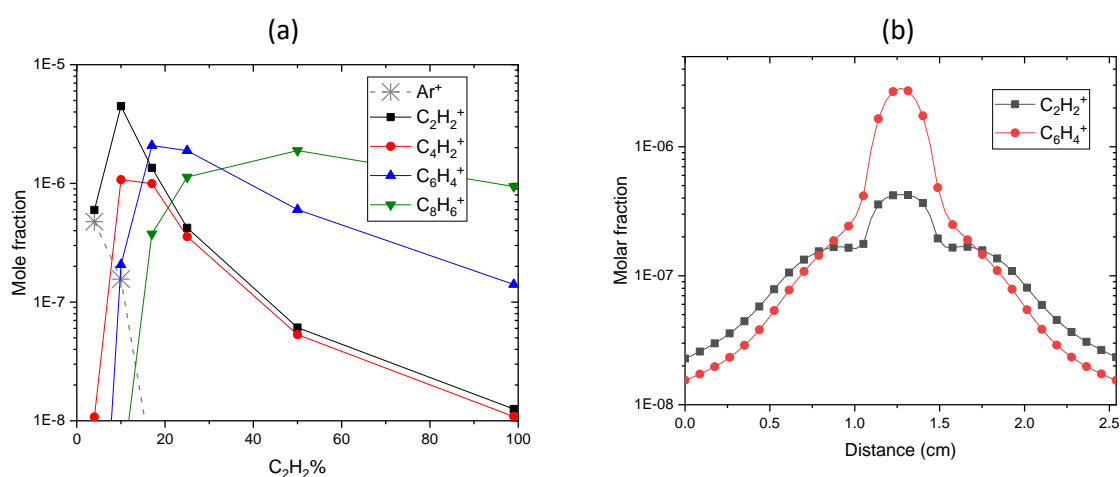 (a)
1E-5
1E-6
1E-7
1E-8
Mole fraction
0 20 40 60 80 100
C₂H₂%
Ar⁺
C₂H₂⁺
C₄H₂⁺
C₆H₄⁺
C₈H₆⁺
(b)
1E-06
1E-07
1E-08
Molar fraction
0.0 0.5 1.0 1.5 2.0 2.5
Distance (cm)
C₂H₂⁺
C₆H₄⁺